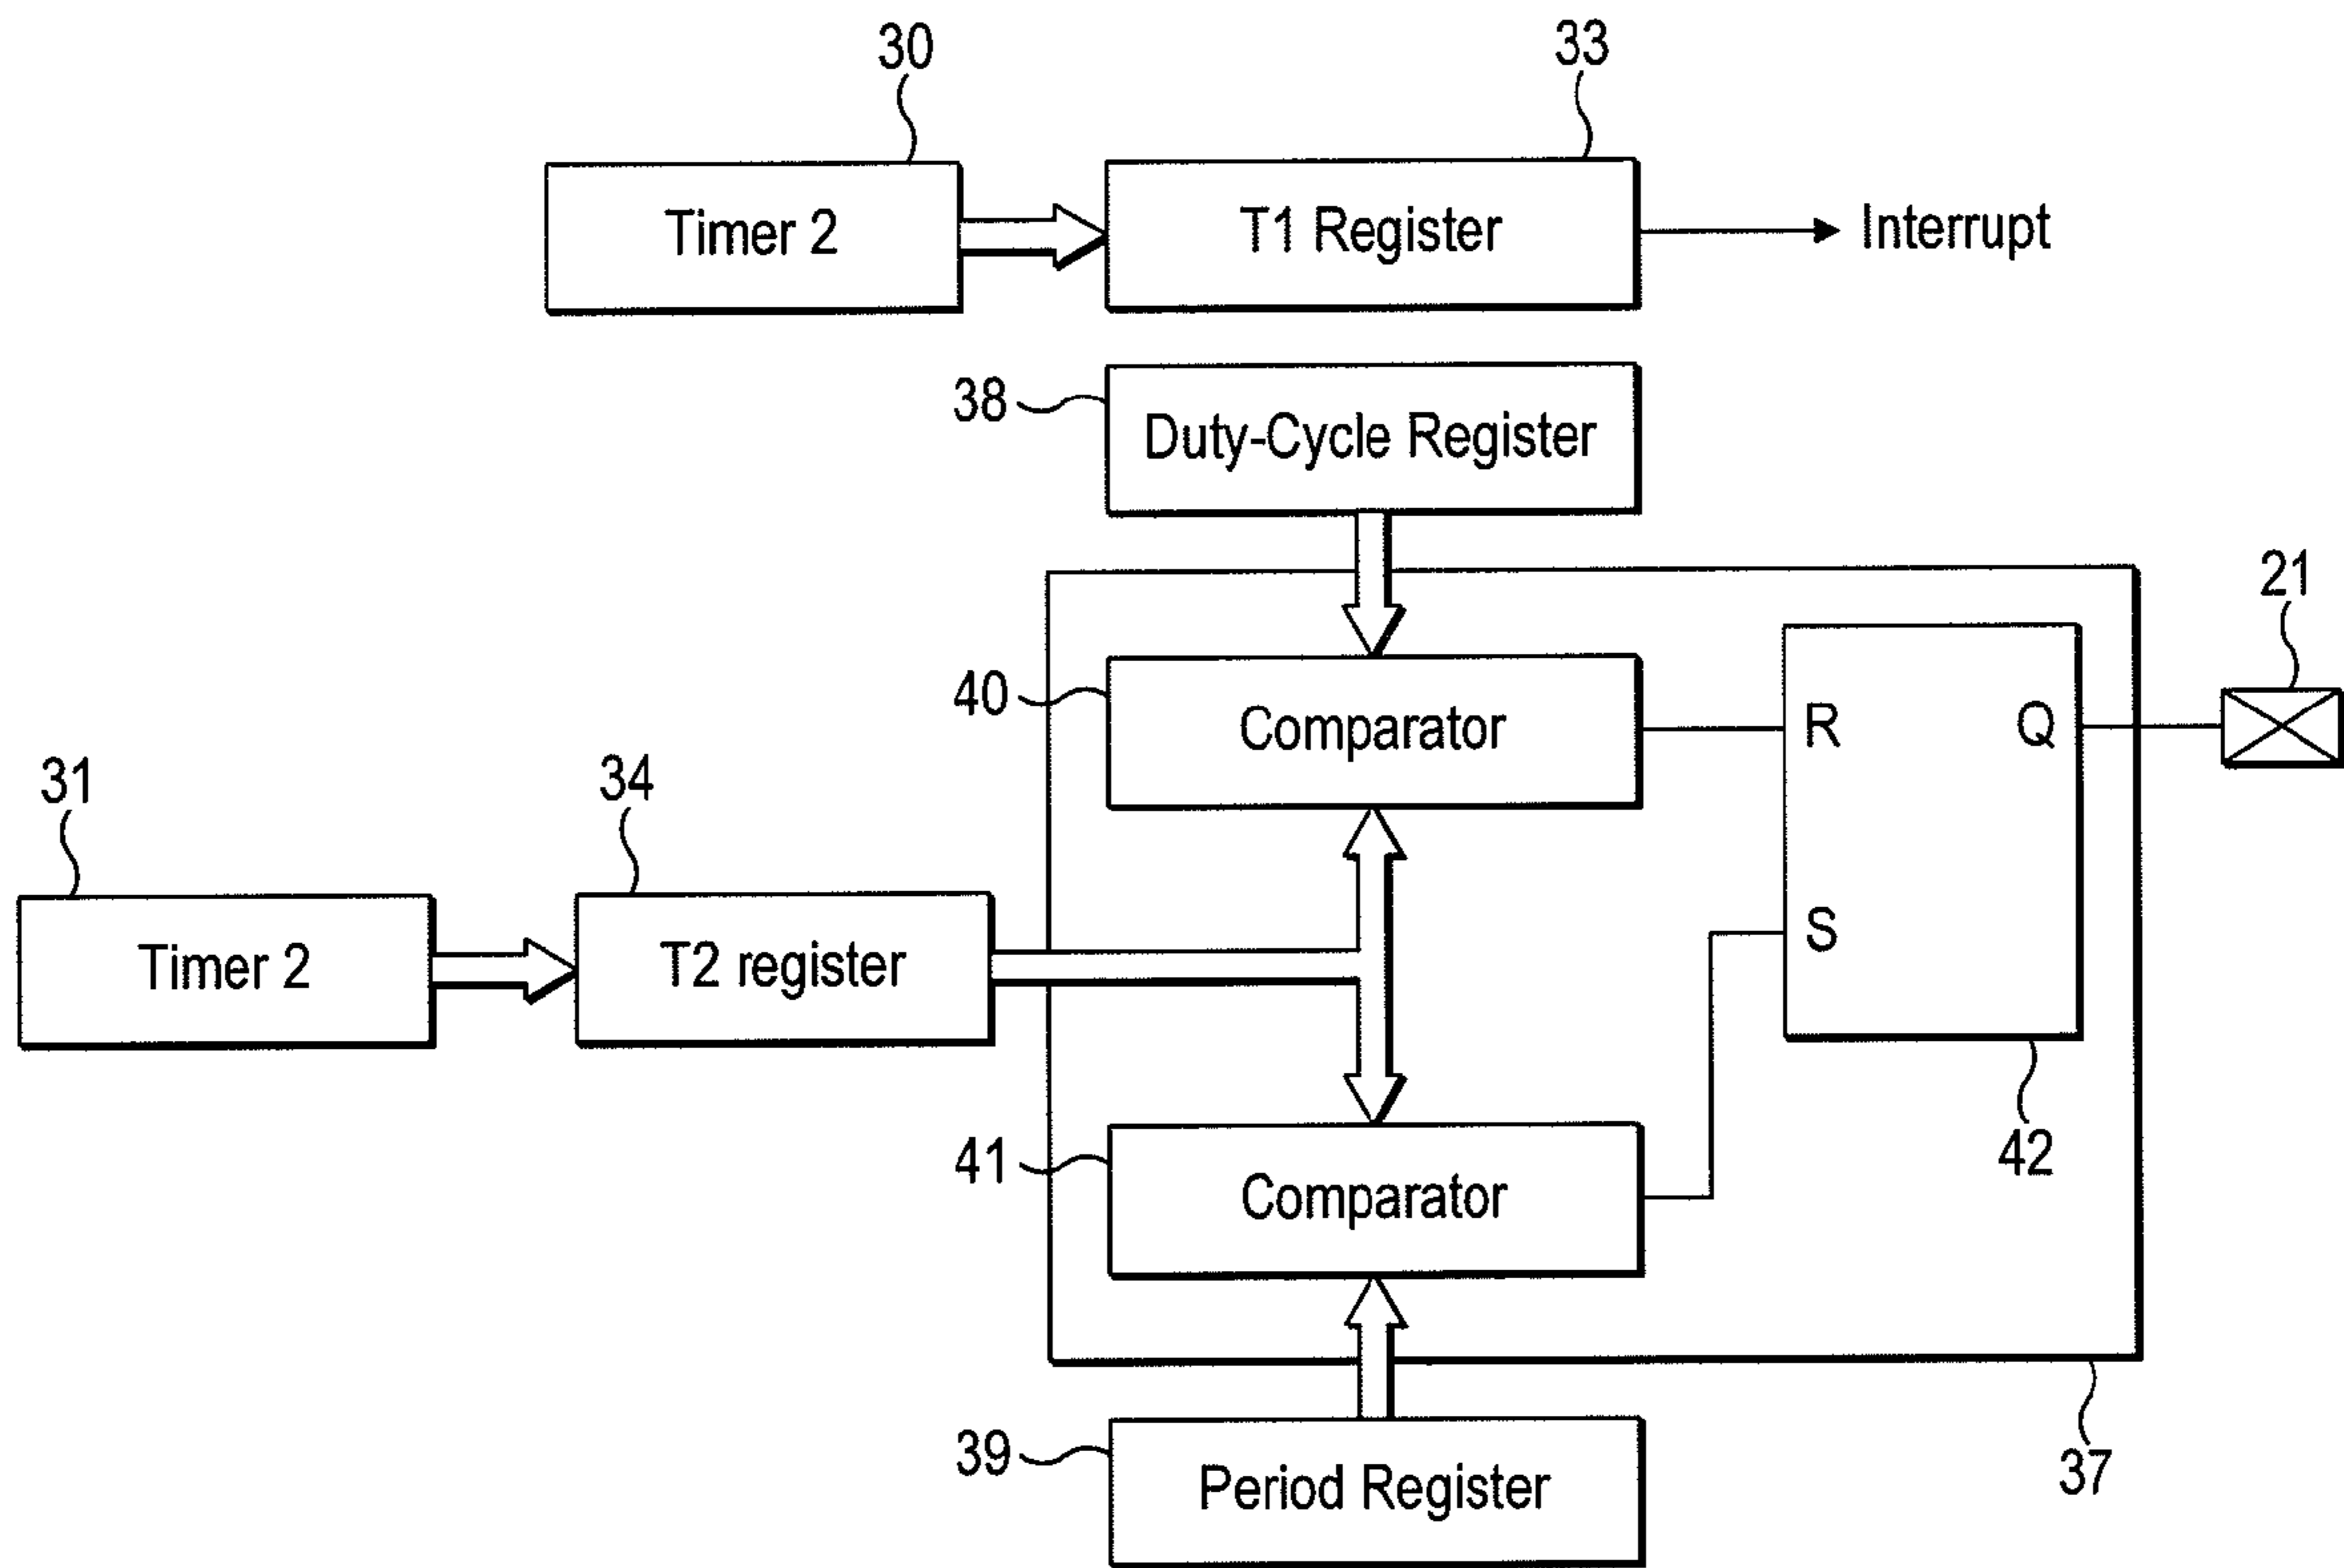 30
33
Timer 2
T1 Register
Interrupt
38
Duty-Cycle Register
21
40
Comparator
R
Q
31
34
S
Timer 2
T2 register
41
Comparator
42
39
Period Register
37